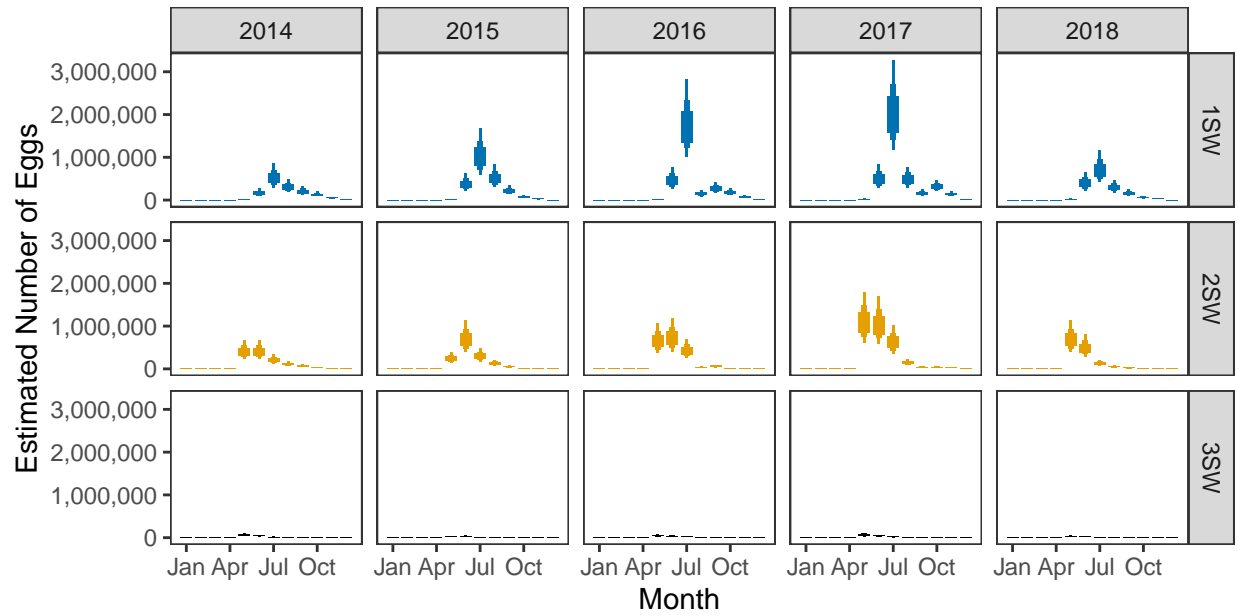 2014 2015 2016 2017 2018
Estimated Number of Eggs
3,000,000
2,000,000
1,000,000
0
1SW
3,000,000
2,000,000
1,000,000
0
2SW
3,000,000
2,000,000
1,000,000
0
3SW
Jan Apr Jul Oct Jan Apr Jul Oct Jan Apr Jul Oct Jan Apr Jul Oct Jan Apr Jul Oct
Month